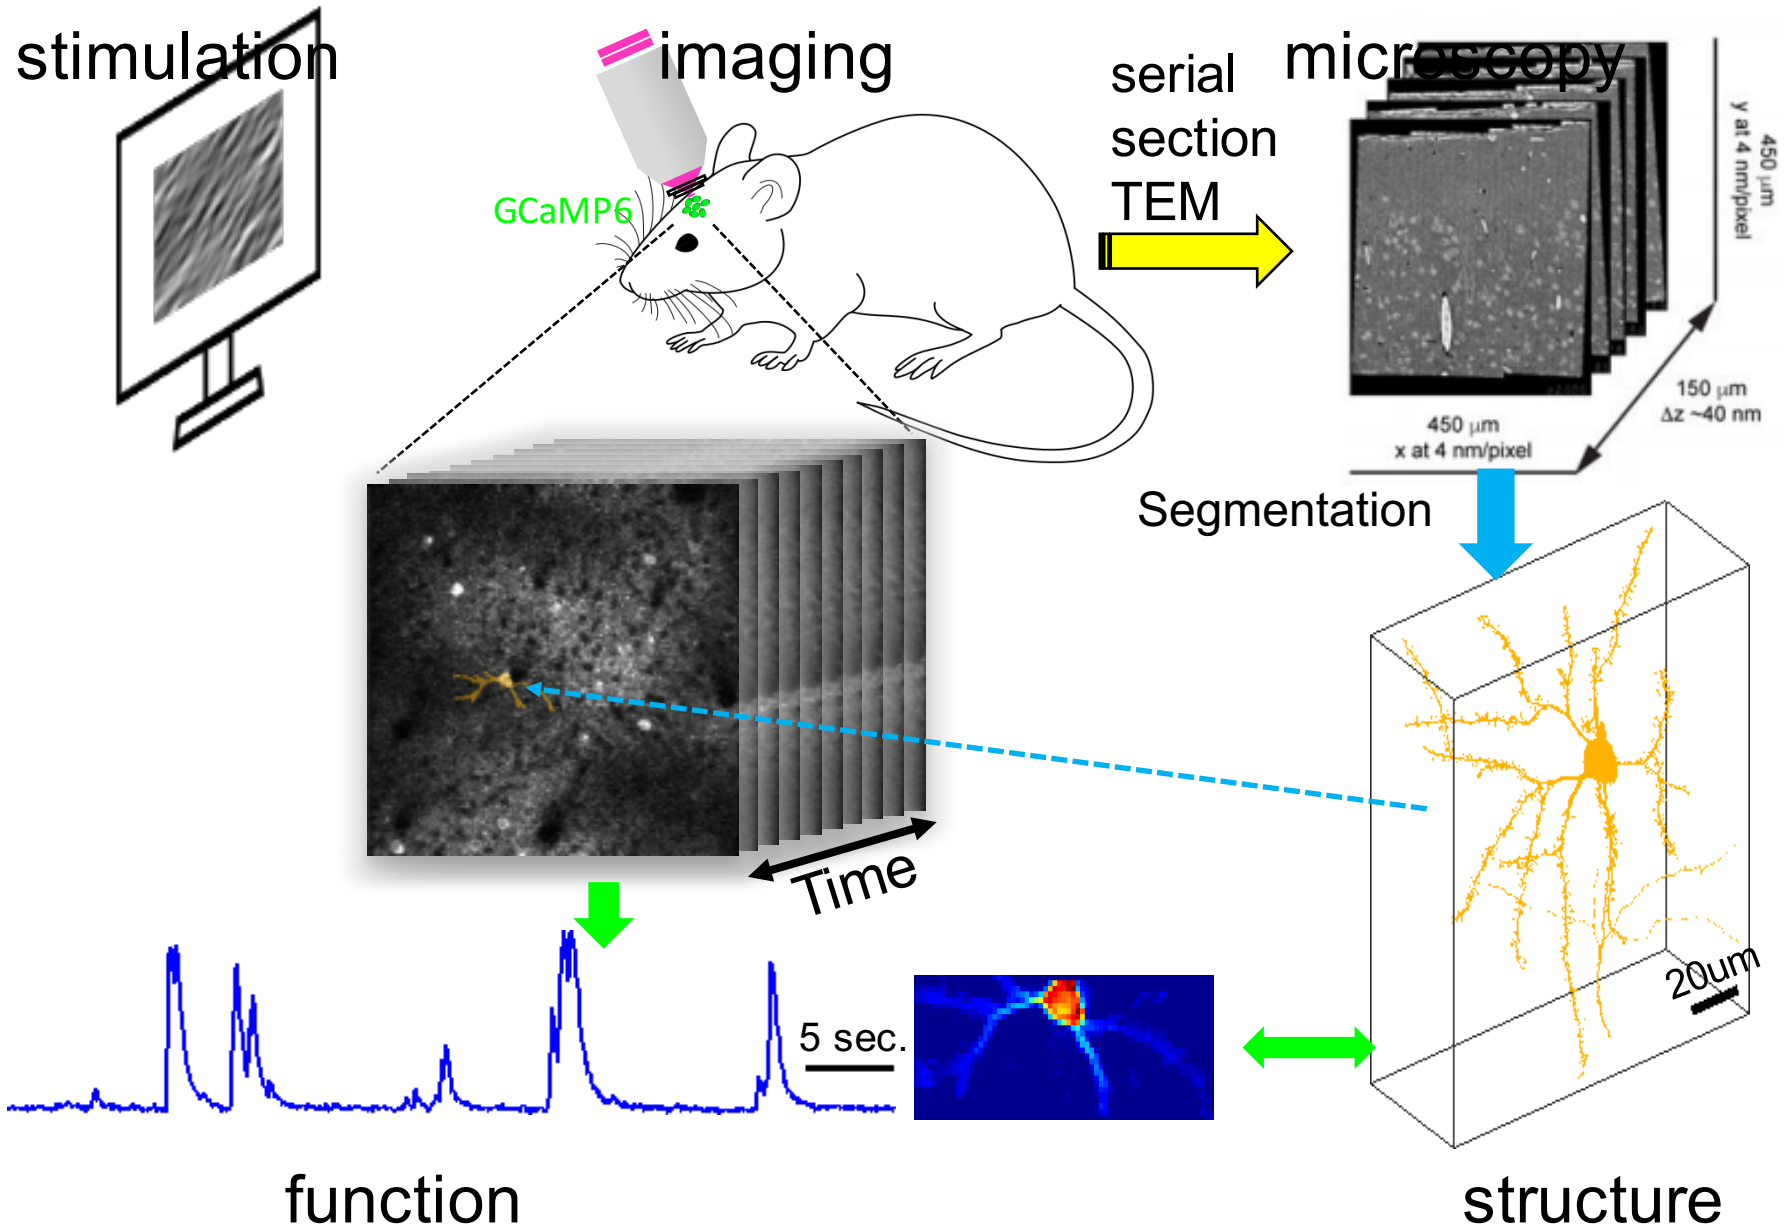 stimulation
imaging
microscopy
serial
section
TEM
GCaMP6
450 μm
y at 4 nm/pixel
150 μm
Δz ~40 nm
450 μm
x at 4 nm/pixel
Segmentation
Time
5 sec.
20um
function
structure